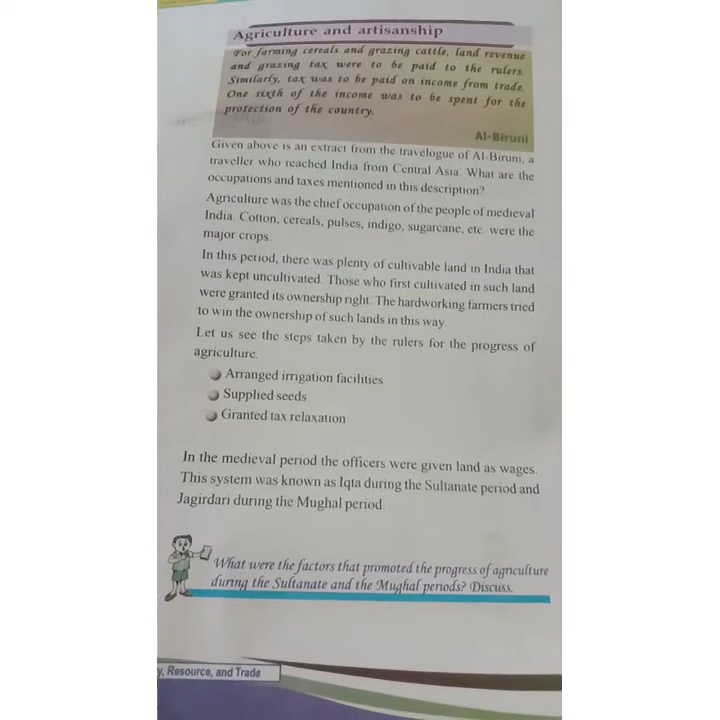 Agriculture and artisanship
For farming cereals and grazing cattle, land revenue
and grazing tax were to be paid to the rulers.
Similarly, tax was to be paid on income from trade.
One sixth of the income was to be spent for the
protection of the country.
Al-Biruni
Given above is an extract from the travelogue of Al-Biruni, a
traveller who reached India from Central Asia. What are the
occupations and taxes mentioned in this description?
Agriculture was the chief occupation of the people of medieval
India. Cotton, cereals, pulses, indigo, sugarcane, etc. were the
major crops.
In this period, there was plenty of cultivable land in India that
was kept uncultivated. Those who first cultivated in such land
were granted its ownership right. The hardworking farmers tried
to win the ownership of such lands in this way.
Let us see the steps taken by the rulers for the progress of
agriculture.
Arranged irrigation facilities
Supplied seeds
Granted tax relaxation
In the medieval period the officers were given land as wages.
This system was known as Iqta during the Sultanate period and
Jagirdari during the Mughal period.
What were the factors that promoted the progress of agriculture
during the Sultanate and the Mughal periods? Discuss.
y, Resource, and Trade